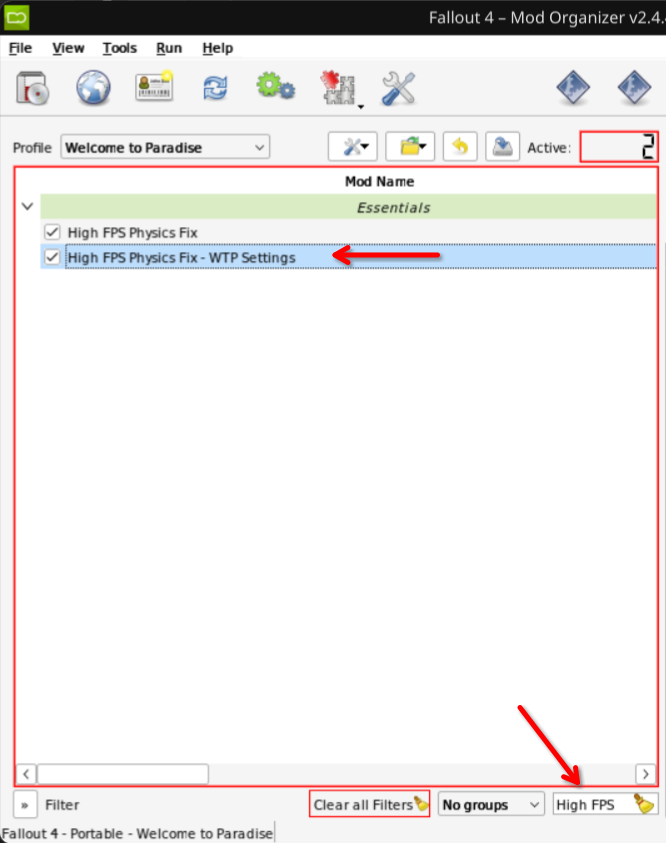 Fallout 4 – Mod Organizer v2.4.
File View Tools Run Help
Profile Welcome to Paradise Active: 2
Mod Name
Essentials
High FPS Physics Fix
High FPS Physics Fix - WTP Settings
Filter Clear all Filters No groups High FPS
Fallout 4 - Portable - Welcome to Paradise